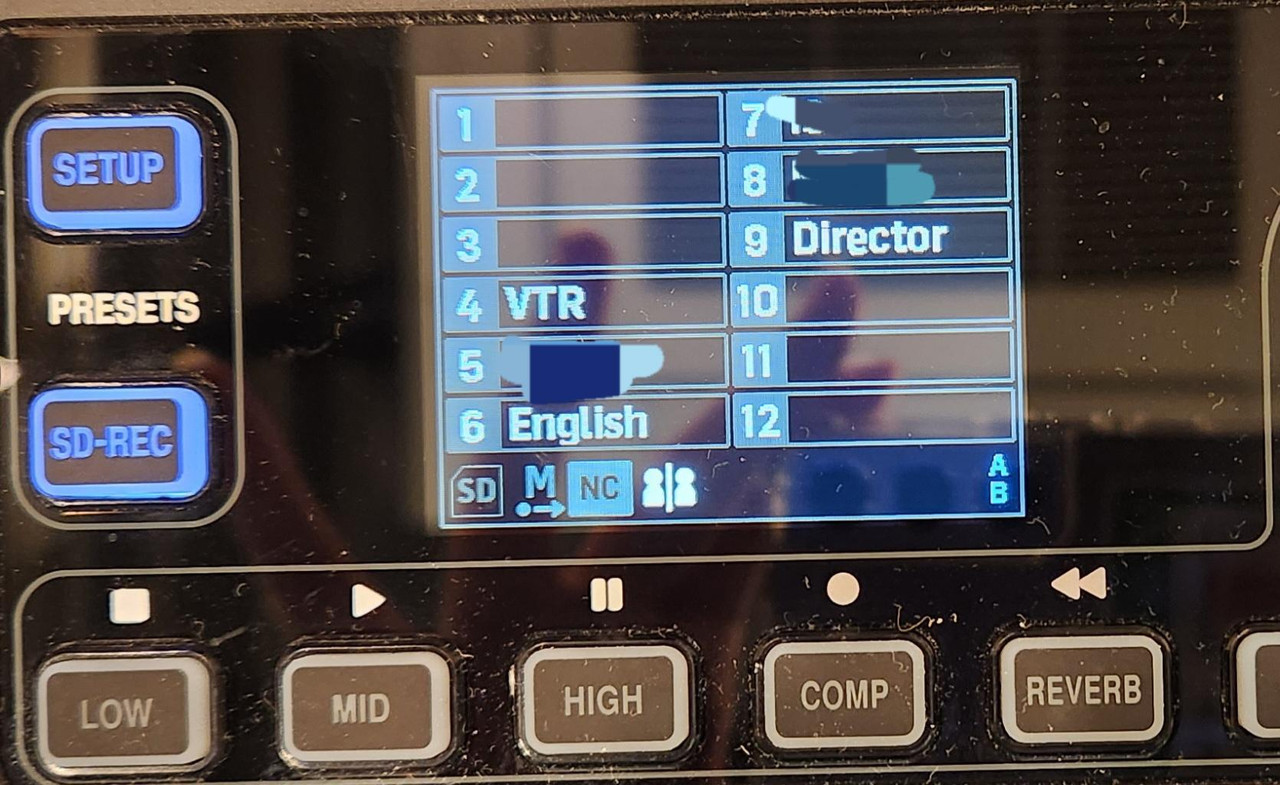 SETUP
PRESETS
SD-REC
1
2
3
4 VTR
5
6 English
7
8
9 Director
10
11
12
SD M NC
A
B
LOW MID HIGH COMP REVERB